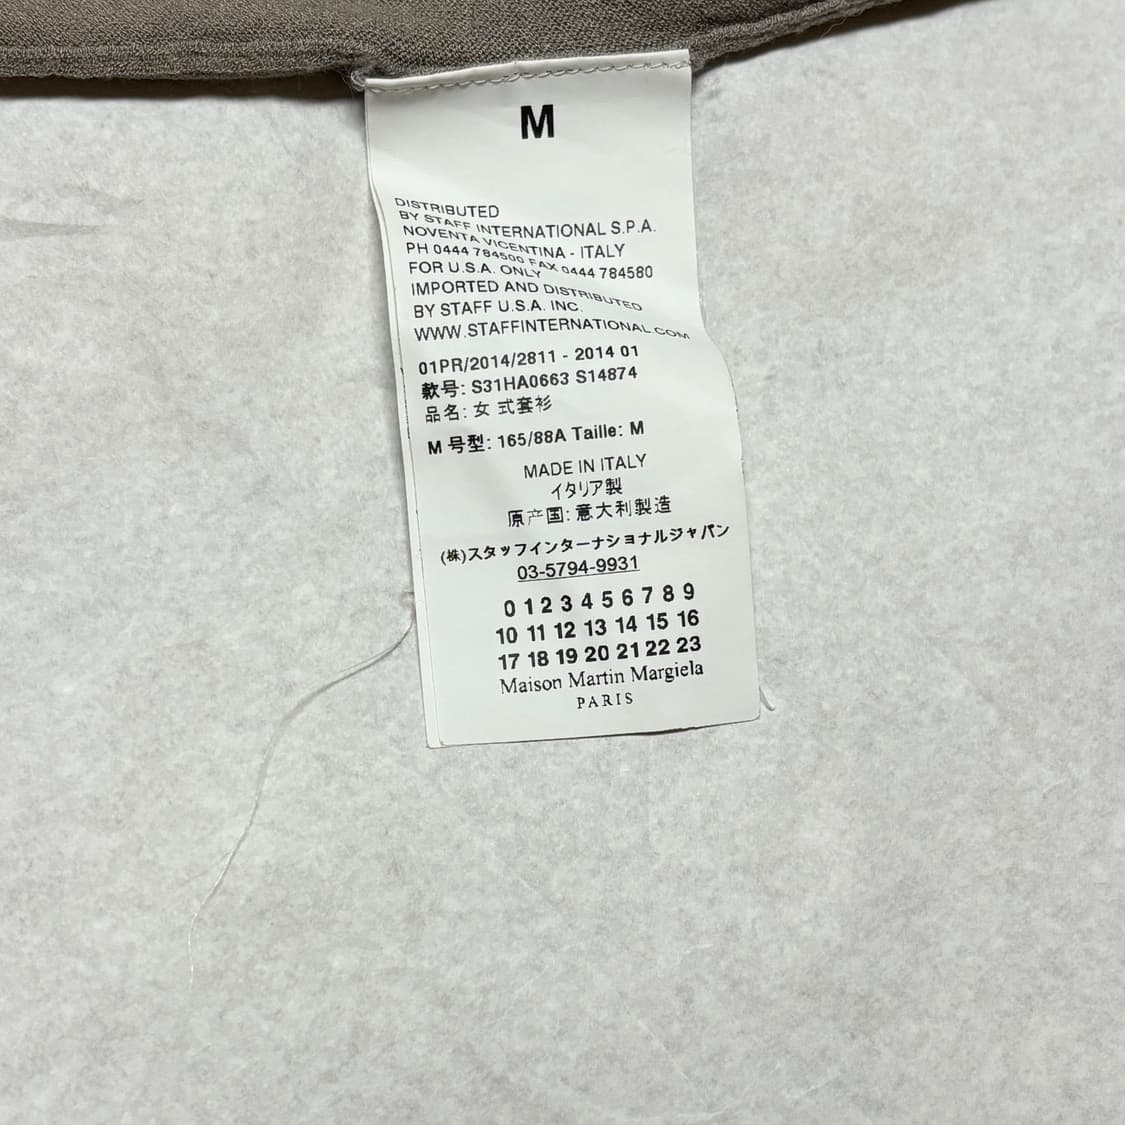 M
DISTRIBUTED
BY STAFF INTERNATIONAL S.P.A.
NOVENTA VICENTINA - ITALY
PH 0444 784500 FAX 0444 784580
FOR U.S.A. ONLY
IMPORTED AND DISTRIBUTED
BY STAFF U.S.A. INC.
WWW.STAFFINTERNATIONAL.COM
01PR/2014/2811 - 2014 01
款号: S31HA0663 S14874
品名: 女 式套衫
M 号型: 165/88A Taille: M
MADE IN ITALY
イタリア製
原产国: 意大利製造
(株)スタッフインターナショナルジャパン
03-5794-9931
0 1 2 3 4 5 6 7 8 9
10 11 12 13 14 15 16
17 18 19 20 21 22 23
Maison Martin Margiela
PARIS